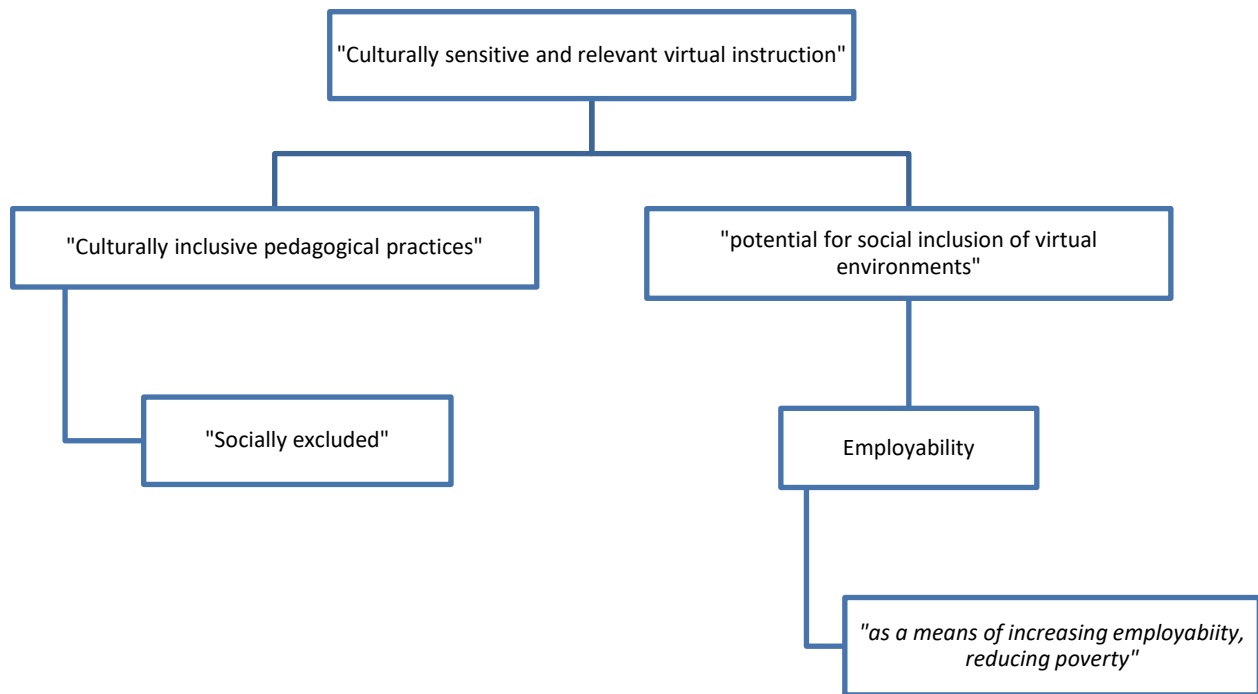 "Culturally sensitive and relevant virtual instruction"
"Culturally inclusive pedagogical practices"
"potential for social inclusion of virtual
environments"
"Socially excluded"
Employability
"as a means of increasing employabiity,
reducing poverty"